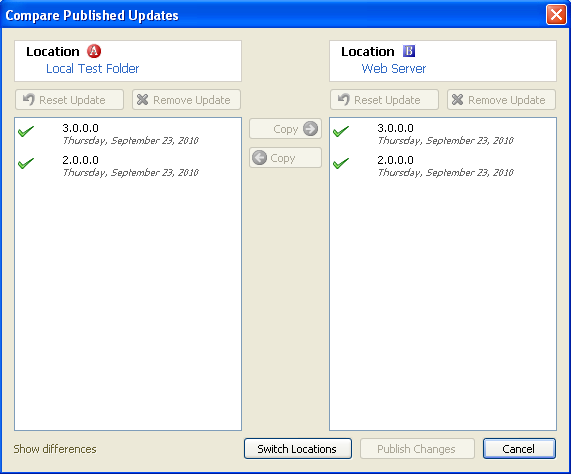 Compare Published Updates
Location A
Local Test Folder
Location B
Web Server
Reset Update
Remove Update
Reset Update
Remove Update
3.0.0.0
Thursday, September 23, 2010
2.0.0.0
Thursday, September 23, 2010
Copy
Copy
3.0.0.0
Thursday, September 23, 2010
2.0.0.0
Thursday, September 23, 2010
Show differences
Switch Locations
Publish Changes
Cancel